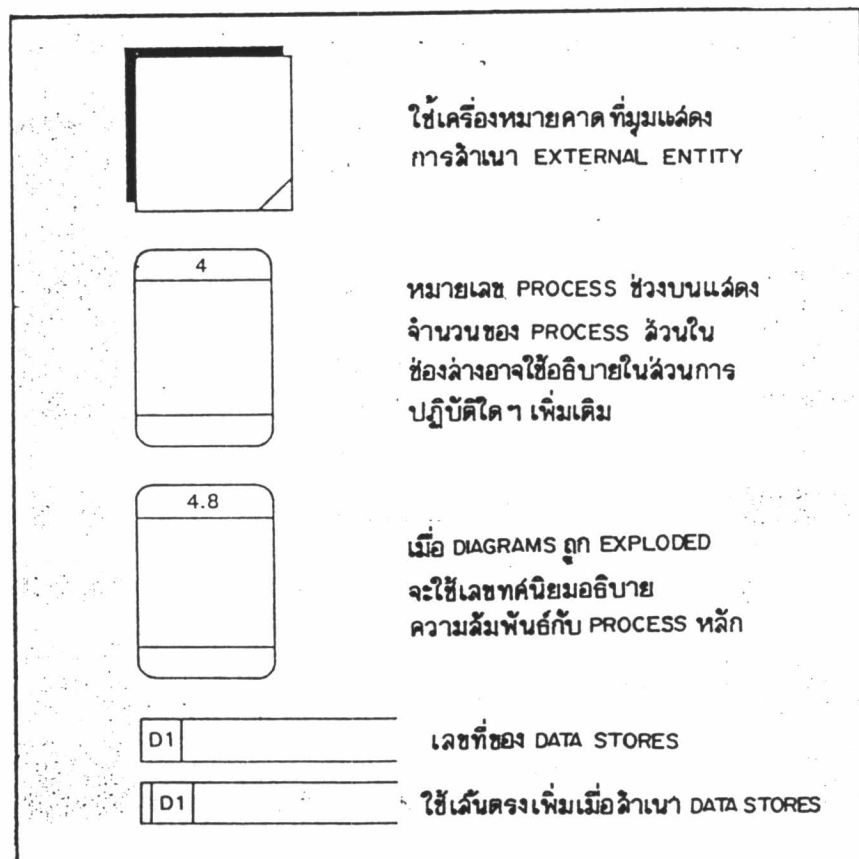 ใช้เครื่องหมายคาดที่มุมแสดง
การสำเนา EXTERNAL ENTITY
4
หมายเลข PROCESS ช่วงบนแสดง
จำนวนของ PROCESS ส่วนใน
ช่องล่างอาจใช้อธิบายในส่วนการ
ปฏิบัติใด ๆ เพิ่มเติม
4.8
เมื่อ DIAGRAMS ถูก EXPLODED
จะใช้เลขทศนิยมอธิบาย
ความสัมพันธ์กับ PROCESS หลัก
D1 เลขที่ของ DATA STORES
D1 ใช้เส้นตรงเพิ่มเมื่อสำเนา DATA STORES